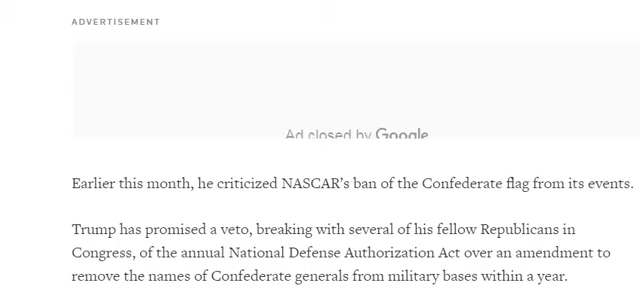 ADVERTISEMENT
Ad closed by Google
Earlier this month, he criticized NASCAR’s ban of the Confederate flag from its events.
Trump has promised a veto, breaking with several of his fellow Republicans in
Congress, of the annual National Defense Authorization Act over an amendment to
remove the names of Confederate generals from military bases within a year.